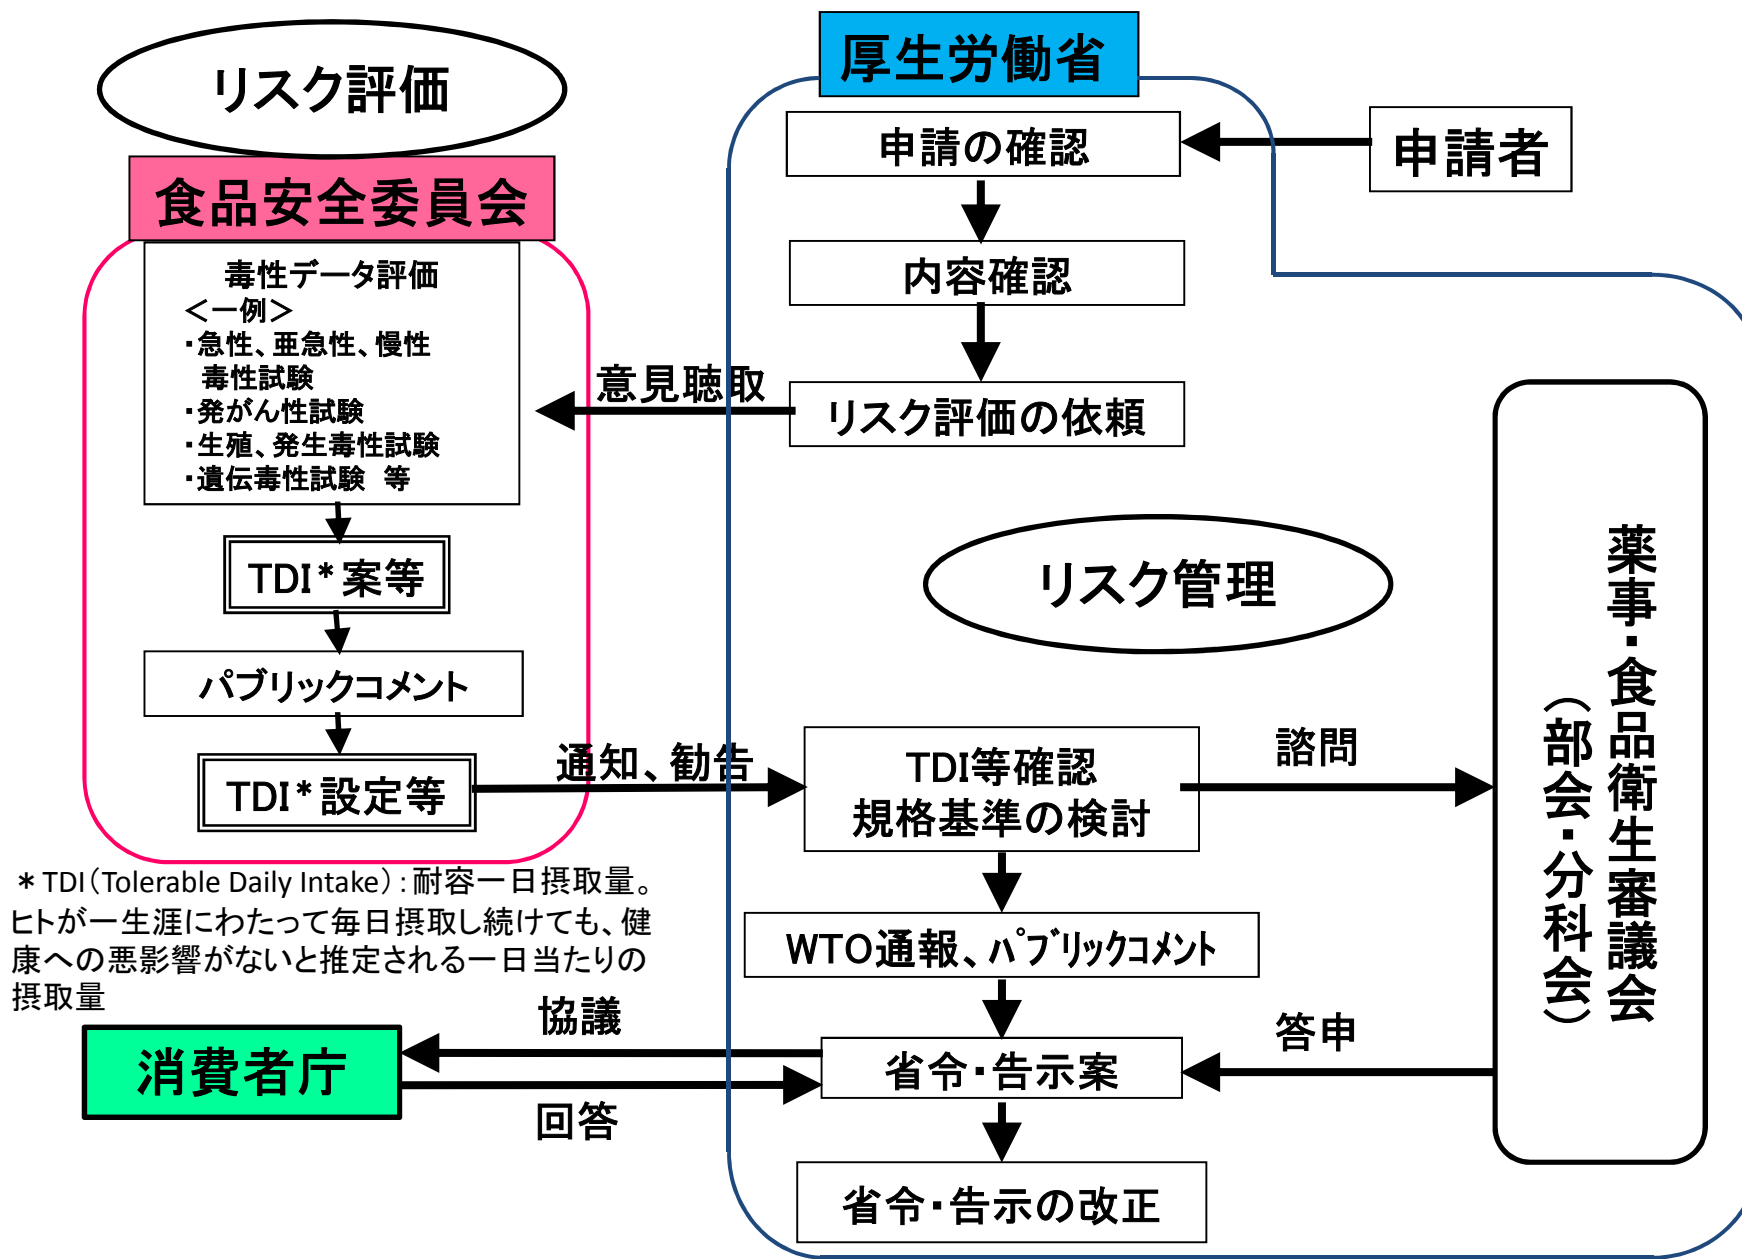 リスク評価
食品安全委員会
毒性データ評価
＜一例＞
・急性、亜急性、慢性
毒性試験
・発がん性試験
・生殖、発生毒性試験
・遺伝毒性試験 等
TDI*案等
パブリックコメント
TDI*設定等
＊TDI（Tolerable Daily Intake）：耐容一日摂取量。
ヒトが一生涯にわたって毎日摂取し続けても、健
康への悪影響がないと推定される一日当たりの
摂取量
消費者庁
意見聴取
通知、勧告
協議
回答
厚生労働省
申請者
申請の確認
内容確認
リスク評価の依頼
リスク管理
TDI等確認
規格基準の検討
諮問
WTO通報、パブリックコメント
答申
省令・告示案
省令・告示の改正
薬事・食品衛生審議会
（部会・分科会）